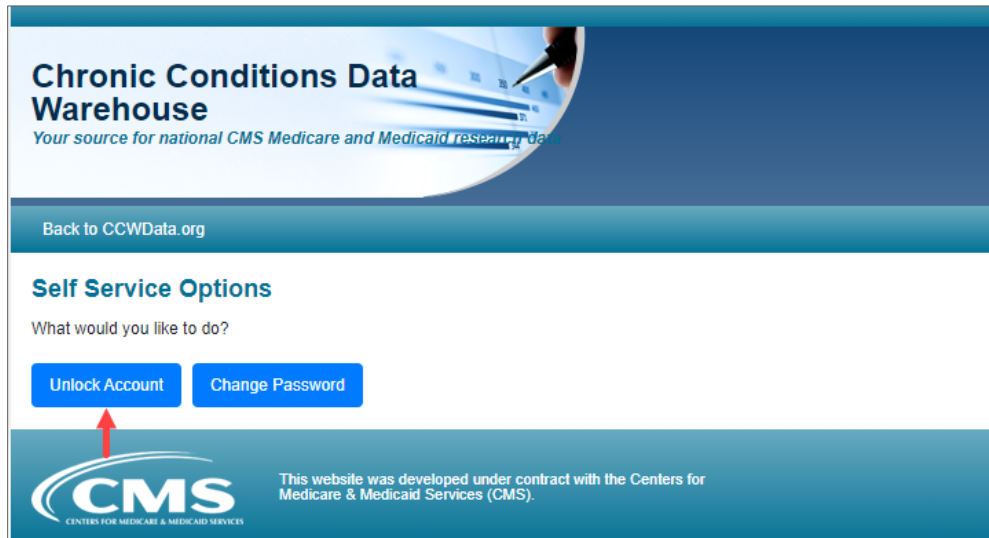 Chronic Conditions Data
Warehouse
Your source for national CMS Medicare and Medicaid research data
Back to CCWData.org
Self Service Options
What would you like to do?
Unlock Account
Change Password
CMS
CENTERS FOR MEDICARE & MEDICAID SERVICES
This website was developed under contract with the Centers for
Medicare & Medicaid Services (CMS).